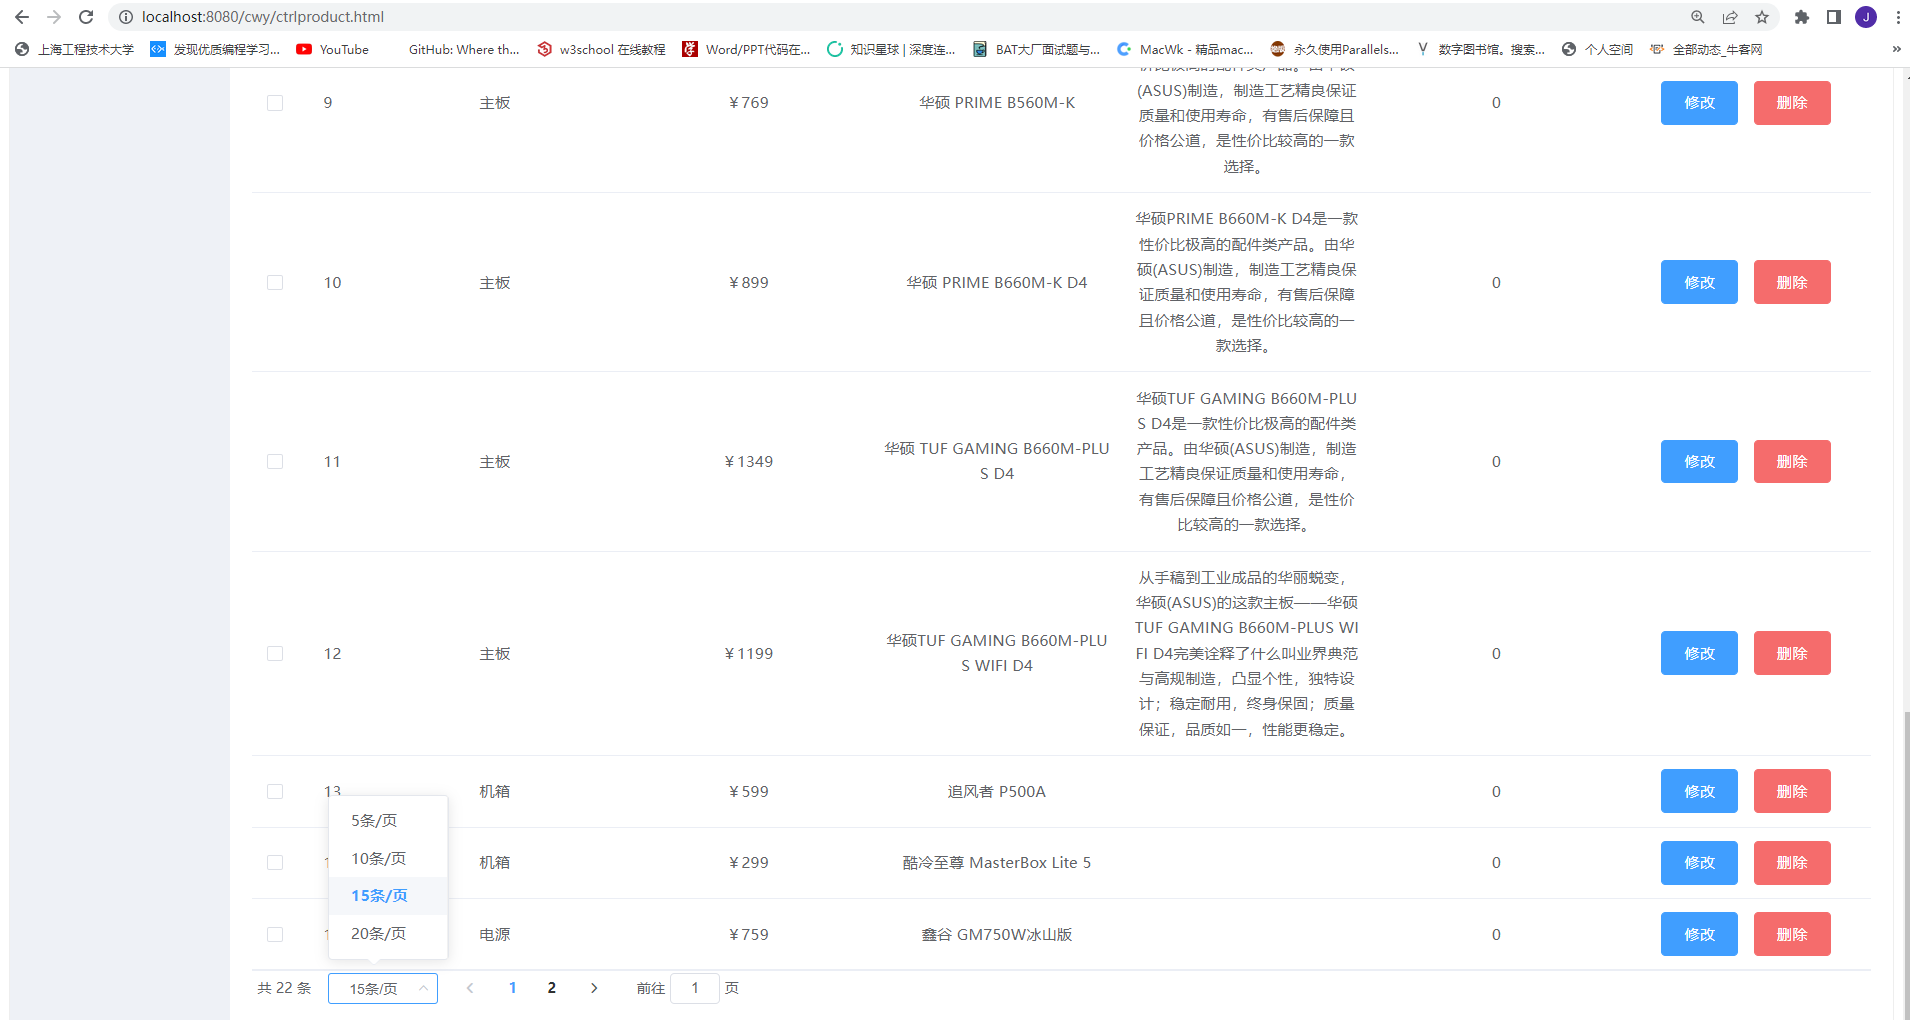 localhost:8080/cwy/ctrlproduct.html
J
上海工程技术大学 发现优质编程学习... YouTube GitHub: Where th... w3school 在线教程 Word/PPT代码在... 知识星球 | 深度连... BAT大厂面试题与... MacWk - 精品mac... 永久使用Parallels... 数字图书馆。搜索... 个人空间 全部动态_牛客网 »
9 主板 ￥769 华硕 PRIME B560M-K
(ASUS)制造，制造工艺精良保证
质量和使用寿命，有售后保障且
价格公道，是性价比较高的一款
选择。
0 修改 删除
10 主板 ￥899 华硕 PRIME B660M-K D4
华硕PRIME B660M-K D4是一款
性价比极高的配件类产品。由华
硕(ASUS)制造，制造工艺精良保
证质量和使用寿命，有售后保障
且价格公道，是性价比较高的一
款选择。
0 修改 删除
11 主板 ￥1349
华硕 TUF GAMING B660M-PLU
S D4
华硕TUF GAMING B660M-PLU
S D4是一款性价比极高的配件类
产品。由华硕(ASUS)制造，制造
工艺精良保证质量和使用寿命，
有售后保障且价格公道，是性价
比较高的一款选择。
0 修改 删除
12 主板 ￥1199
华硕TUF GAMING B660M-PLU
S WIFI D4
从手稿到工业成品的华丽蜕变，
华硕(ASUS)的这款主板——华硕
TUF GAMING B660M-PLUS WI
FI D4完美诠释了什么叫业界典范
与高规制造，凸显个性，独特设
计；稳定耐用，终身保固；质量
保证，品质如一，性能更稳定。
0 修改 删除
13 机箱 ￥599 追风者 P500A 0 修改 删除
机箱 ￥299 酷冷至尊 MasterBox Lite 5 0 修改 删除
电源 ￥759 鑫谷 GM750W冰山版 0 修改 删除
5条/页
10条/页
15条/页
20条/页
共 22 条 15条/页 1 2 前往 1 页